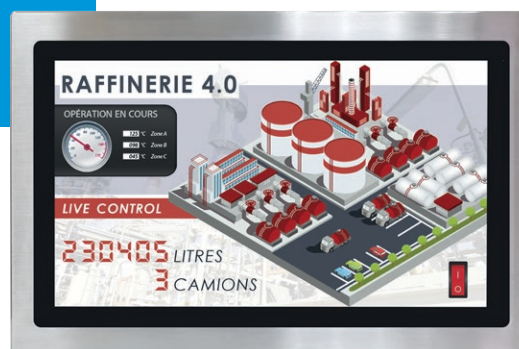 RAFFINERIE 4.0
OPÉRATION EN COURS
125 °C Zone A
098 °C Zone B
045 °C Zone C
LIVE CONTROL
230405 LITRES
3 CAMIONS